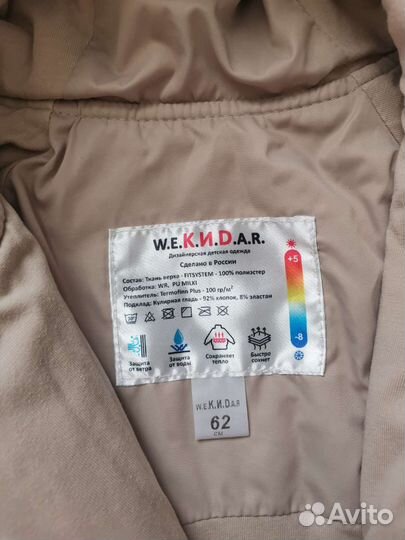 W.E.К.И.D.A.R.
Дизайнерская детская одежда
Сделано в России
Состав: Ткань верха - FITSYSTEM - 100% полиэстер
Обработка: WR, PU MILKI
Утеплитель: Termofinn Plus - 100 гр/м²
Подклад: Кулирная гладь - 92% хлопок, 8% эластан
+5
-8
30°
Защита от ветра
Защита от воды
Сохраняет тепло
Быстро сохнет
W.E.К.И.D.A.R
62
СМ
Avito